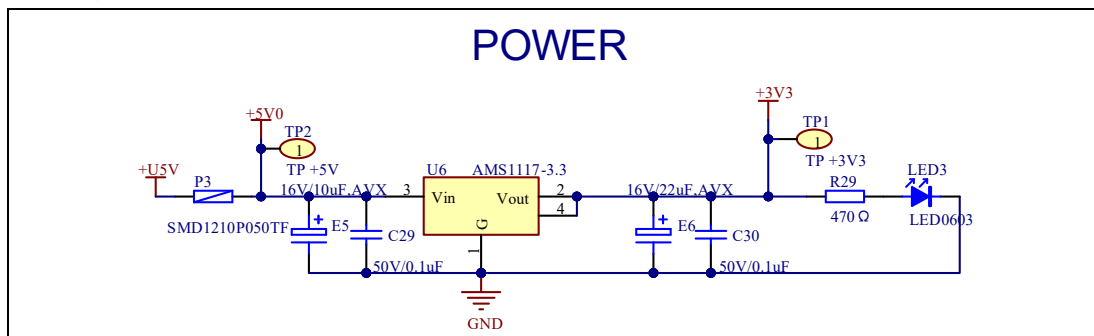 POWER
+3V3
+5V0
TP2
1
TP +5V
TP1
1
TP +3V3
+U5V
P3
SMD1210P050TF
16V/10uF,AVX
E5
+
C29
50V/0.1uF
3
U6
AMS1117-3.3
Vin
Vout
G
1
2
4
16V/22uF,AVX
E6
+
C30
50V/0.1uF
R29
470Ω
LED3
LED0603
GND